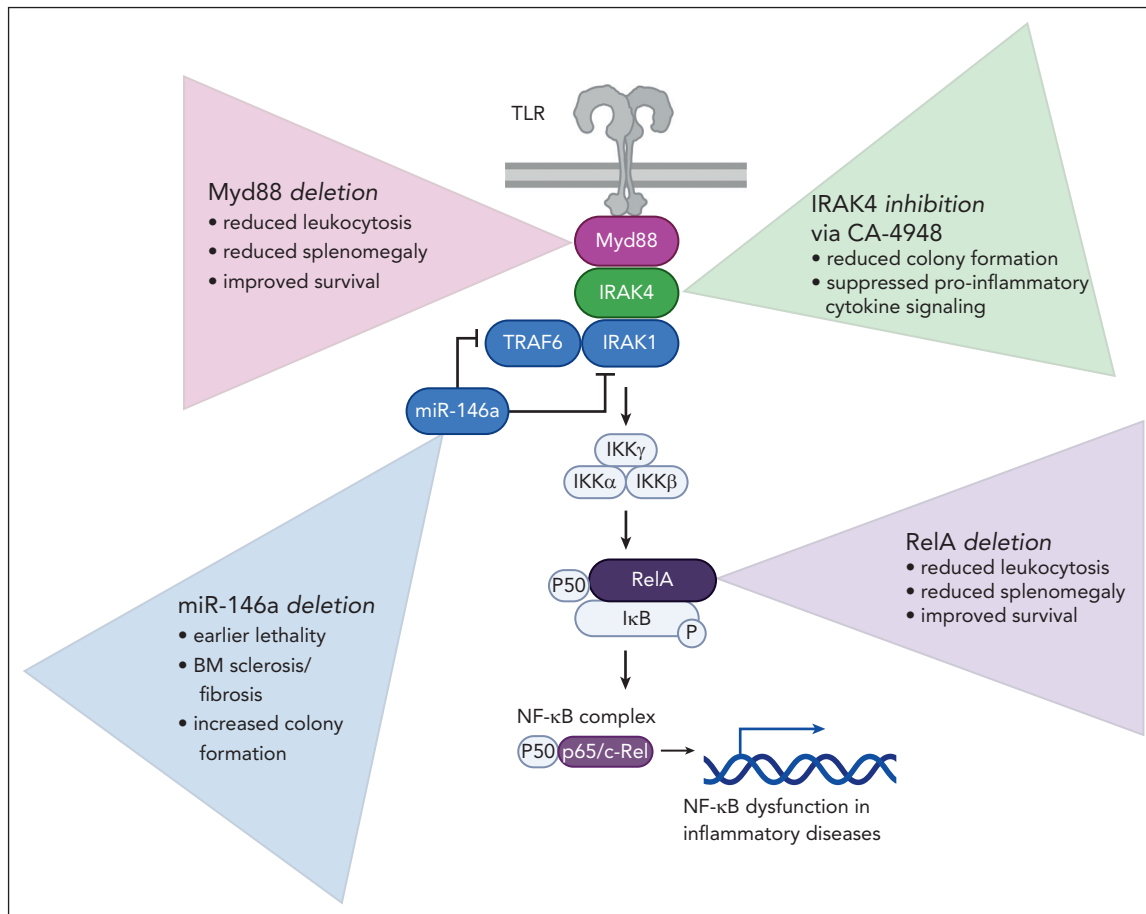 TLR
Myd88 deletion
• reduced leukocytosis
• reduced splenomegaly
• improved survival
Myd88
IRAK4
TRAF6
IRAK1
miR-146a
IRAK4 inhibition
via CA-4948
• reduced colony formation
• suppressed pro-inflammatory
cytokine signaling
IKKγ
IKKα
IKKβ
miR-146a deletion
• earlier lethality
• BM sclerosis/
fibrosis
• increased colony
formation
P50
RelA
IκB
P
RelA deletion
• reduced leukocytosis
• reduced splenomegaly
• improved survival
NF-κB complex
P50
p65/c-Rel
NF-κB dysfunction in
inflammatory diseases